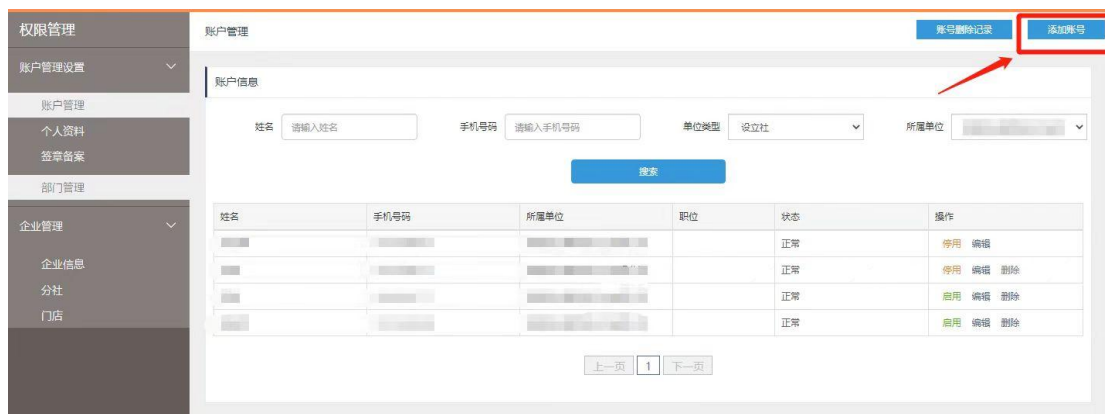 权限管理
账户管理设置
账户管理
个人资料
签章备案
部门管理
企业管理
企业信息
分社
门店
账户管理 账号删除记录 添加账号
账户信息
姓名 请输入姓名 手机号码 请输入手机号码 单位类型 设立社 所属单位
搜索
姓名 手机号码 所属单位 职位 状态 操作
正常 停用 编辑
正常 停用 编辑 删除
正常 启用 编辑 删除
正常 启用 编辑 删除
上一页 1 下一页